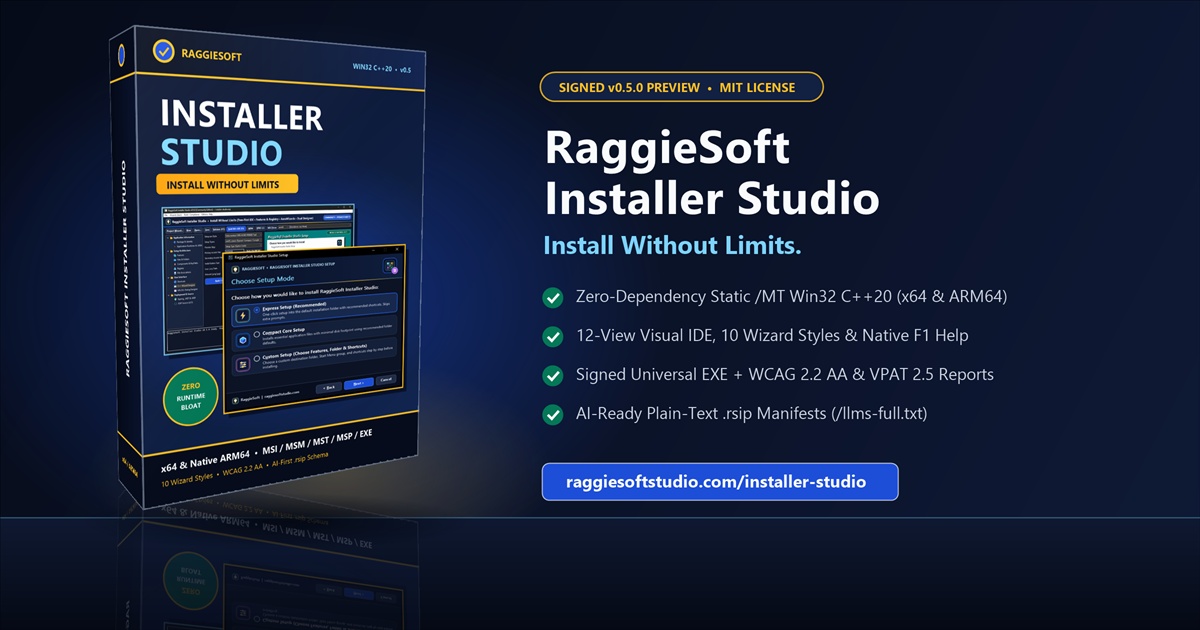 RAGGIESOFT
WIN32 C++20 • v0.5
INSTALLER
STUDIO
INSTALL WITHOUT LIMITS
RAGGIESOFT INSTALLER STUDIO
RAGGIESOFT • RAGGIESOFT INSTALLER STUDIO SETUP
Choose Setup Mode
Choose how you would like to install RaggieSoft Installer Studio:
Express Setup (Recommended)
Compact Core Setup
Custom Setup (Choose Features, Folder & Shortcuts)
< Back
Next >
Cancel
RaggieSoft | raggiesoftstudio.com
ZERO
RUNTIME
BLOAT
x64 & Native ARM64 • MSI / MSM / MST / MSP / EXE
10 Wizard Styles • WCAG 2.2 AA • AI-First .rsip Schema
SIGNED v0.5.0 PREVIEW • MIT LICENSE
RaggieSoft
Installer Studio
Install Without Limits.
Zero-Dependency Static /MT Win32 C++20 (x64 & ARM64)
12-View Visual IDE, 10 Wizard Styles & Native F1 Help
Signed Universal EXE + WCAG 2.2 AA & VPAT 2.5 Reports
AI-Ready Plain-Text .rsip Manifests (/llms-full.txt)
raggiesoftstudio.com/installer-studio